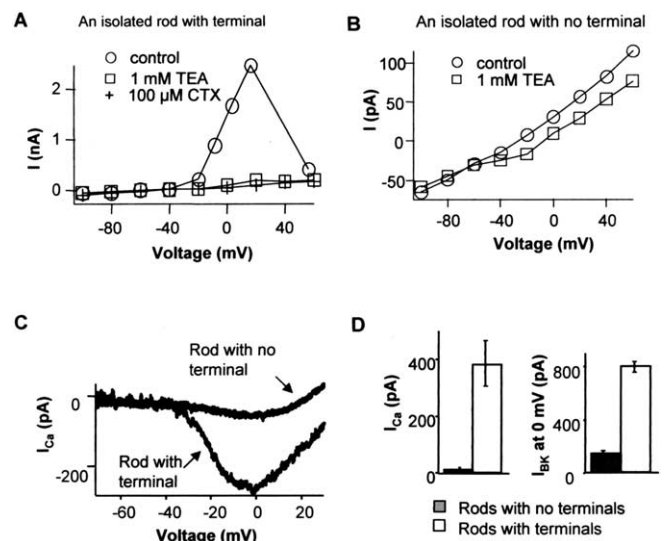 A
An isolated rod with terminal
control
1 mM TEA
100 μM CTX
I (nA)
2
1
0
-80
-40
0
40
Voltage (mV)
B
An isolated rod with no terminal
control
1 mM TEA
I (pA)
100
50
0
-50
-80
-40
0
40
Voltage (mV)
C
Rod with no
terminal
Rod with
terminal
I_Ca (pA)
0
-200
-60
-40
-20
0
20
Voltage (mV)
D
I_Ca (pA)
400
200
0
I_BK at 0 mV (pA)
800
400
0
Rods with no terminals
Rods with terminals